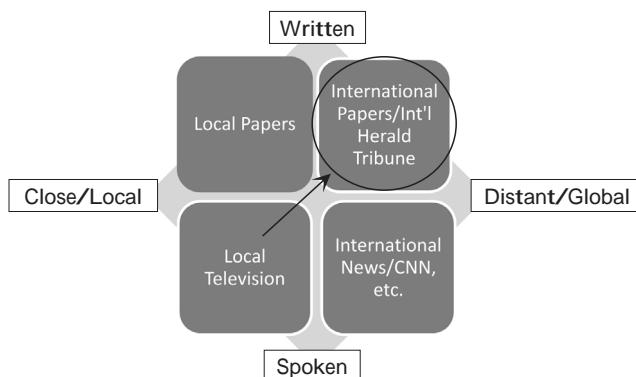 Written
Local Papers
International
Papers/Int'l
Herald
Tribune
Close/Local
Distant/Global
Local
Television
International
News/CNN,
etc.
Spoken